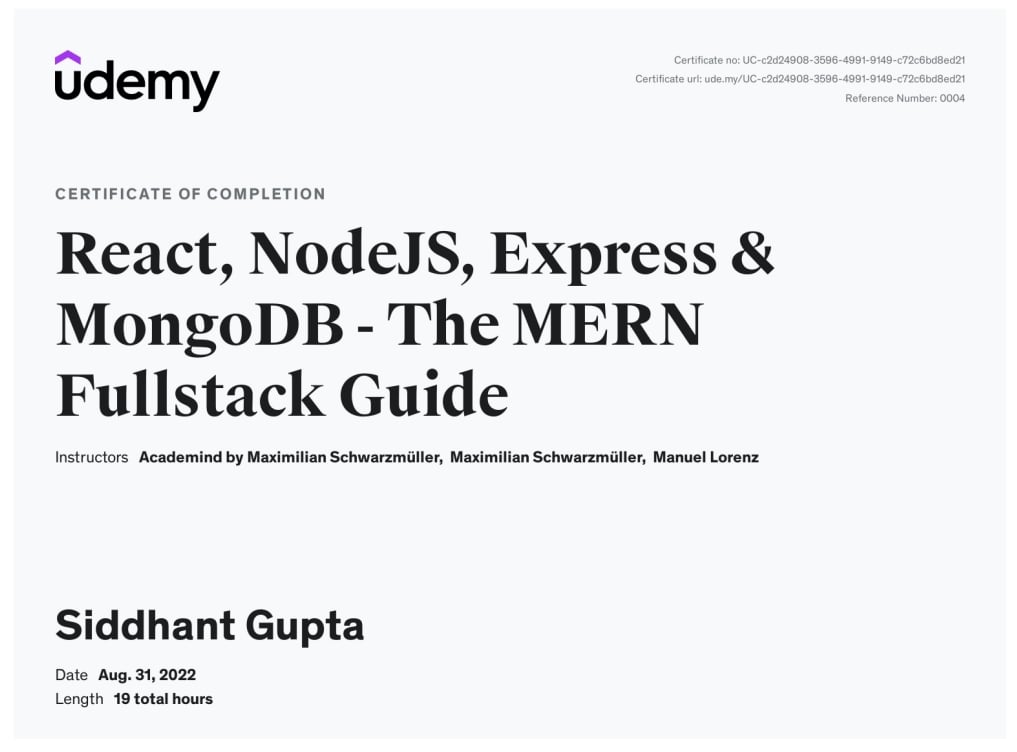 udemy
Certificate no: UC-c2d24908-3596-4991-9149-c72c6bd8ed21
Certificate url: ude.my/UC-c2d24908-3596-4991-9149-c72c6bd8ed21
Reference Number: 0004
CERTIFICATE OF COMPLETION
React, NodeJS, Express &
MongoDB - The MERN
Fullstack Guide
Instructors Academind by Maximilian Schwarzmüller, Maximilian Schwarzmüller, Manuel Lorenz
Siddhant Gupta
Date Aug. 31, 2022
Length 19 total hours